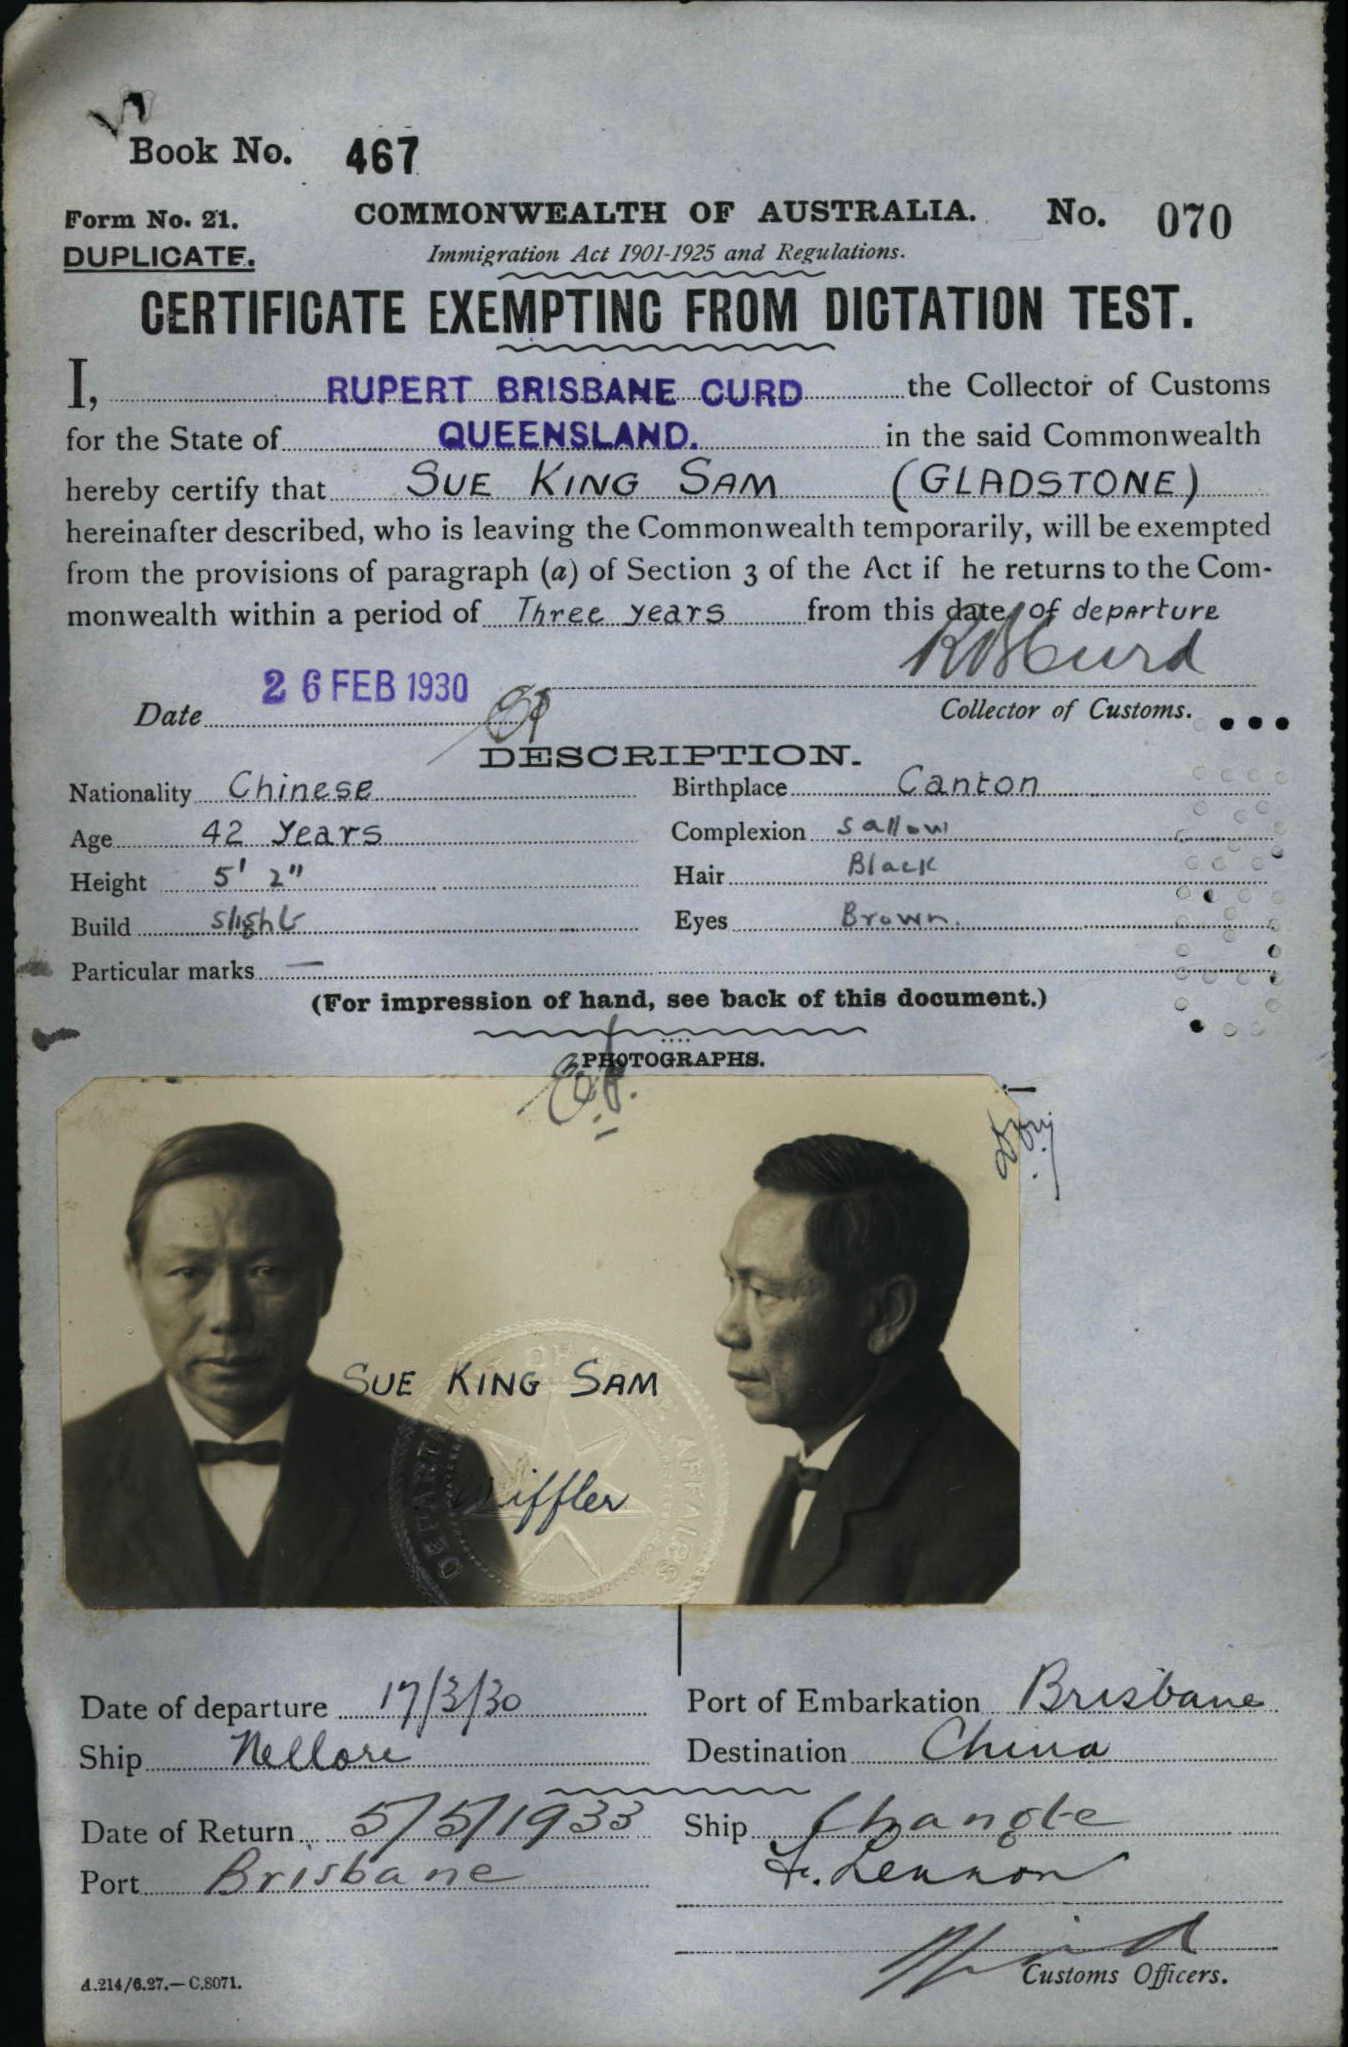 Book No. 467
Form No. 21. COMMONWEALTH OF AUSTRALIA. No. 070
DUPLICATE. Immigration Act 1901-1925 and Regulations.
CERTIFICATE EXEMPTING FROM DICTATION TEST.
I, RUPERT BRISBANE CURD the Collector of Customs
for the State of QUEENSLAND. in the said Commonwealth
hereby certify that SUE KING SAM (GLADSTONE)
hereinafter described, who is leaving the Commonwealth temporarily, will be exempted
from the provisions of paragraph (a) of Section 3 of the Act if he returns to the Com-
monwealth within a period of Three years from this date of departure
R B Curd
Date 26 FEB 1930 Collector of Customs.
DESCRIPTION.
Nationality Chinese Birthplace Canton
Age 42 years Complexion Sallow
Height 5' 2" Hair Black
Build Slight Eyes Brown.
Particular marks —
(For impression of hand, see back of this document.)
PHOTOGRAPHS.
SUE KING SAM
Date of departure 17/3/30 Port of Embarkation Brisbane
Ship Nellore Destination China
Date of Return 5/5/1933 Ship Changte
Port Brisbane F. Lennon
Customs Officers.
A.214/6.27.—C.8071.